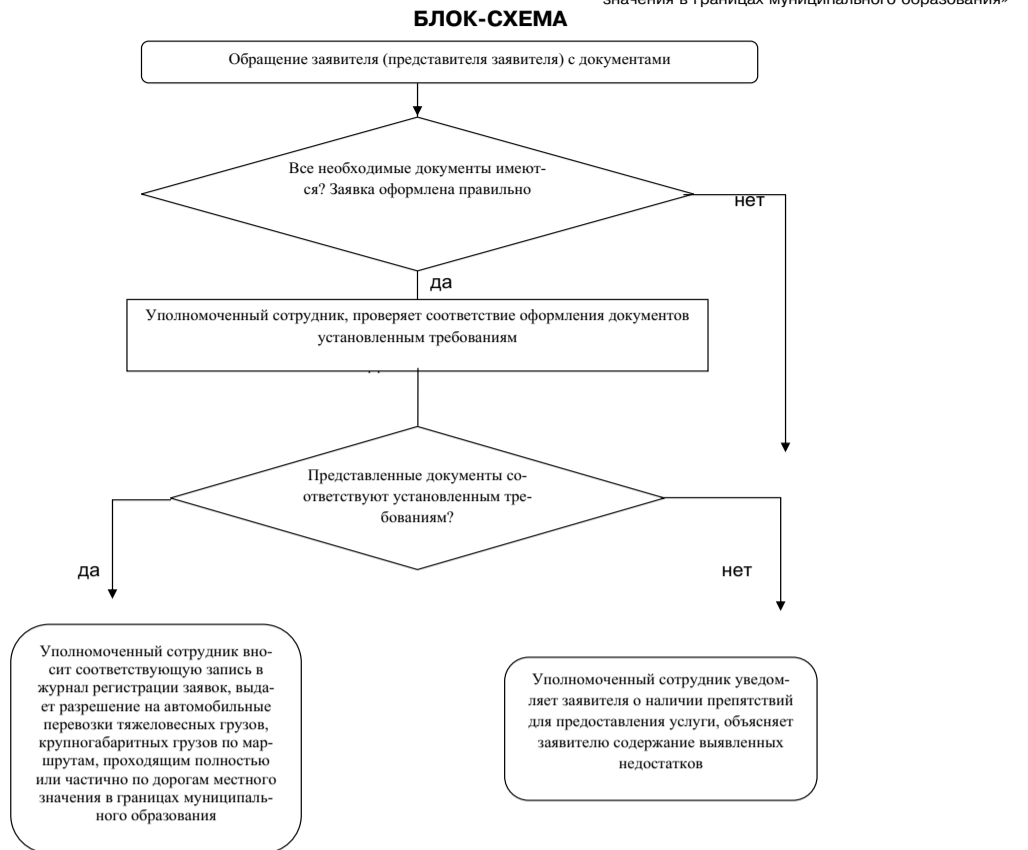 значения в границах муниципального образования»
БЛОК-СХЕМА
Обращение заявителя (представителя заявителя) с документами
Все необходимые документы имеют-
ся? Заявка оформлена правильно
нет
да
Уполномоченный сотрудник, проверяет соответствие оформления документов
установленным требованиям
Представленные документы со-
ответствуют установленным тре-
бованиям?
да
нет
Уполномоченный сотрудник вно-
сит соответствующую запись в
журнал регистрации заявок, выда-
ет разрешение на автомобильные
перевозки тяжеловесных грузов,
крупногабаритных грузов по мар-
шрутам, проходящим полностью
или частично по дорогам местного
значения в границах муниципаль-
ного образования
Уполномоченный сотрудник уведом-
ляет заявителя о наличии препятствий
для предоставления услуги, объясняет
заявителю содержание выявленных
недостатков